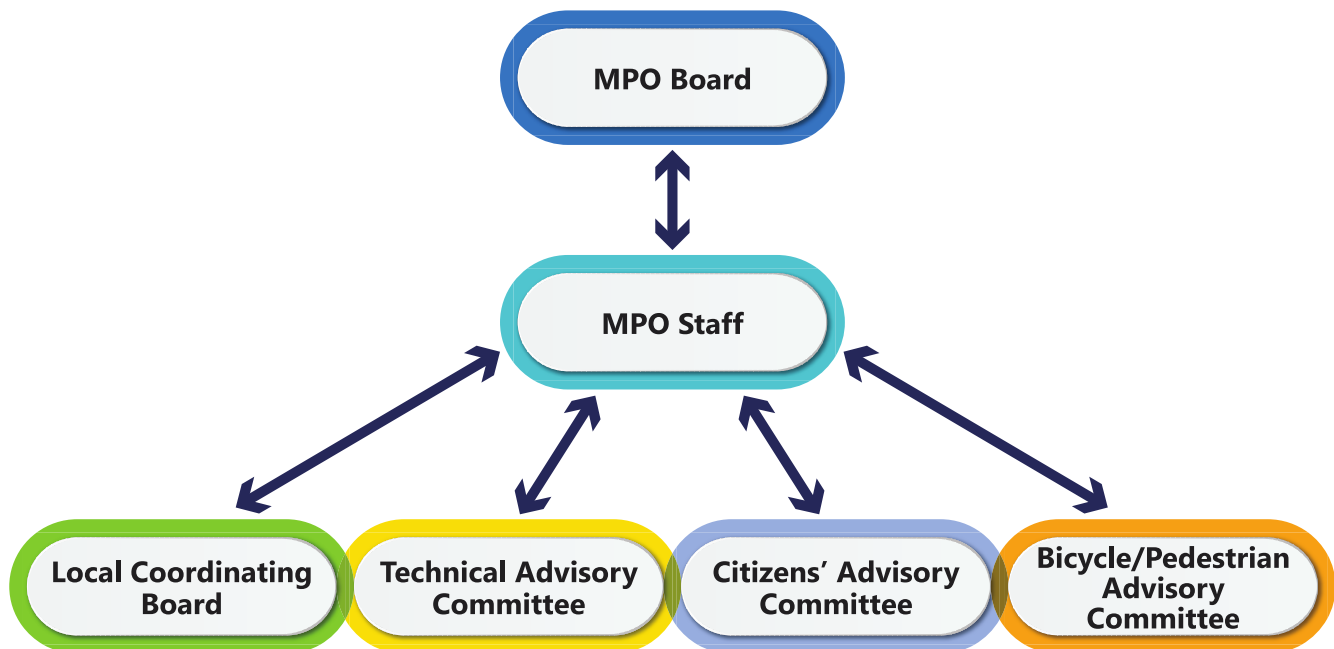 MPO Board
MPO Staff
Local Coordinating
Board
Technical Advisory
Committee
Citizens’ Advisory
Committee
Bicycle/Pedestrian
Advisory
Committee